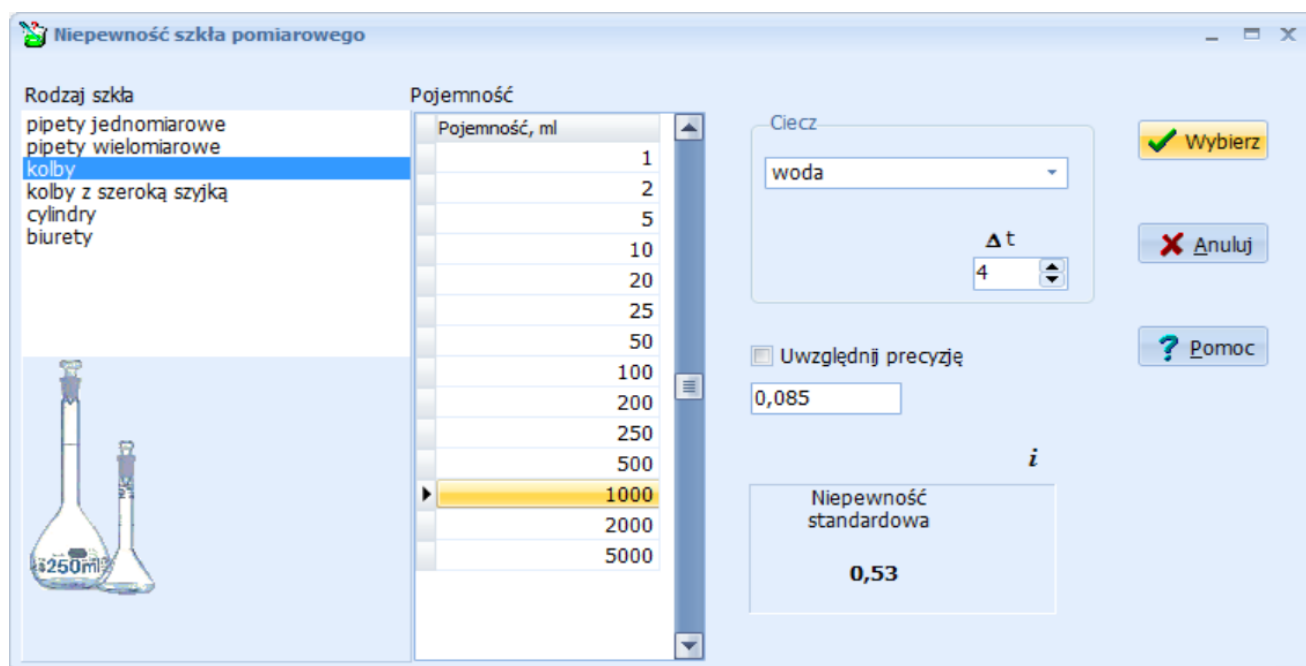 Niepewność szkła pomiarowego
Rodzaj szkła
pipety jednomiarowe
pipety wielomiarowe
kolby
kolby z szeroką szyjką
cylindry
biurety
250ml
Pojemność
Pojemność, ml
1
2
5
10
20
25
50
100
200
250
500
1000
2000
5000
Ciecz
woda
Δt
4
Uwzględnij precyzję
0,085
i
Niepewność
standardowa
0,53
Wybierz
Anuluj
Pomoc